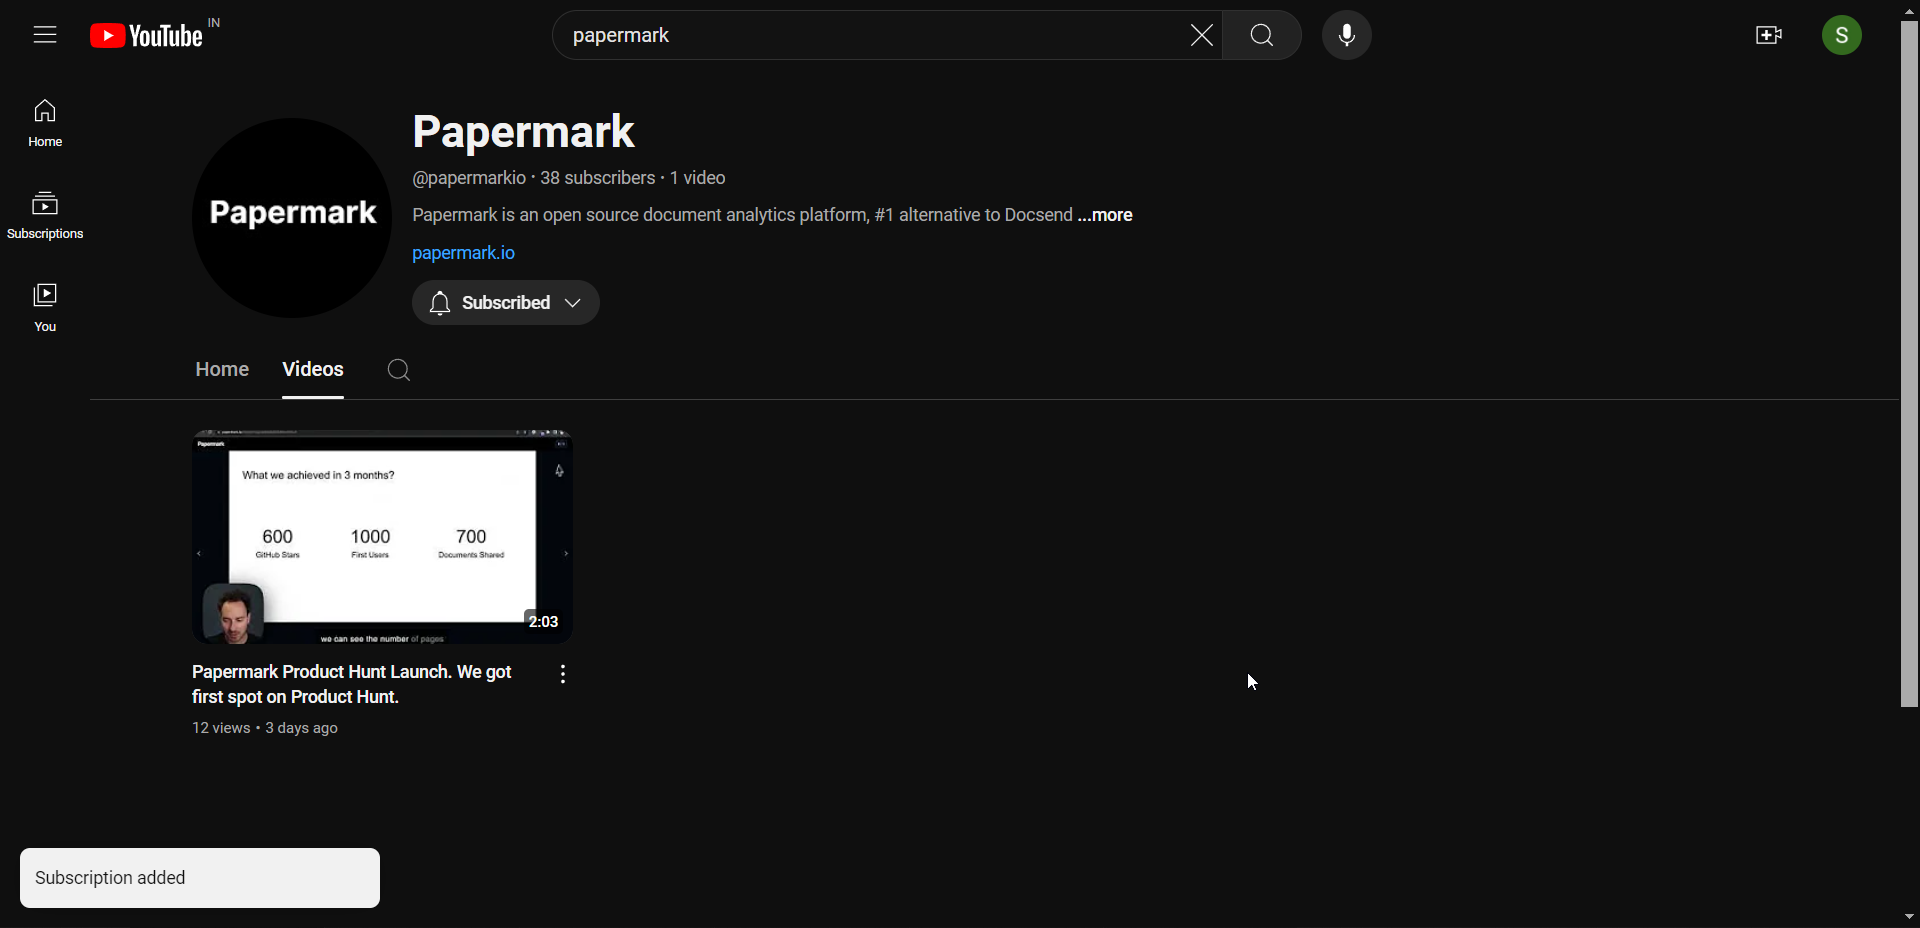 YouTube IN
papermark
S
Home
Subscriptions
You
Papermark
Papermark
@papermarkio · 38 subscribers · 1 video
Papermark is an open source document analytics platform, #1 alternative to Docsend ...more
papermark.io
Subscribed
Home Videos
Papermark
What we achieved in 3 months?
600 1000 700
GitHub Stars First Users Documents Shared
we can see the number of pages
2:03
Papermark Product Hunt Launch. We got
first spot on Product Hunt.
12 views • 3 days ago
Subscription added